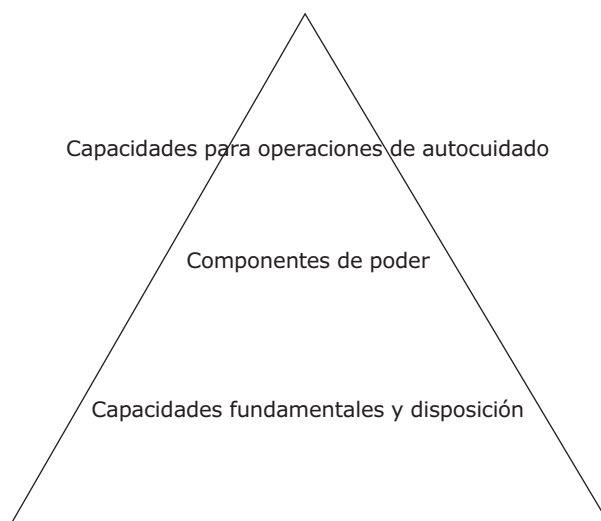 Capacidades para operaciones de autocuidado
Componentes de poder
Capacidades fundamentales y disposición